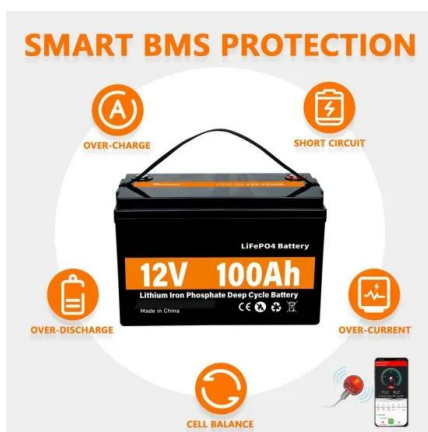 SMART BMS PROTECTION
OVER-CHARGE
SHORT CIRCUIT
LiFePO4 Battery
12V 100Ah
Lithium Iron Phosphate Deep Cycle Battery
Made in China
CE
OVER-DISCHARGE
OVER-CURRENT
CELL BALANCE